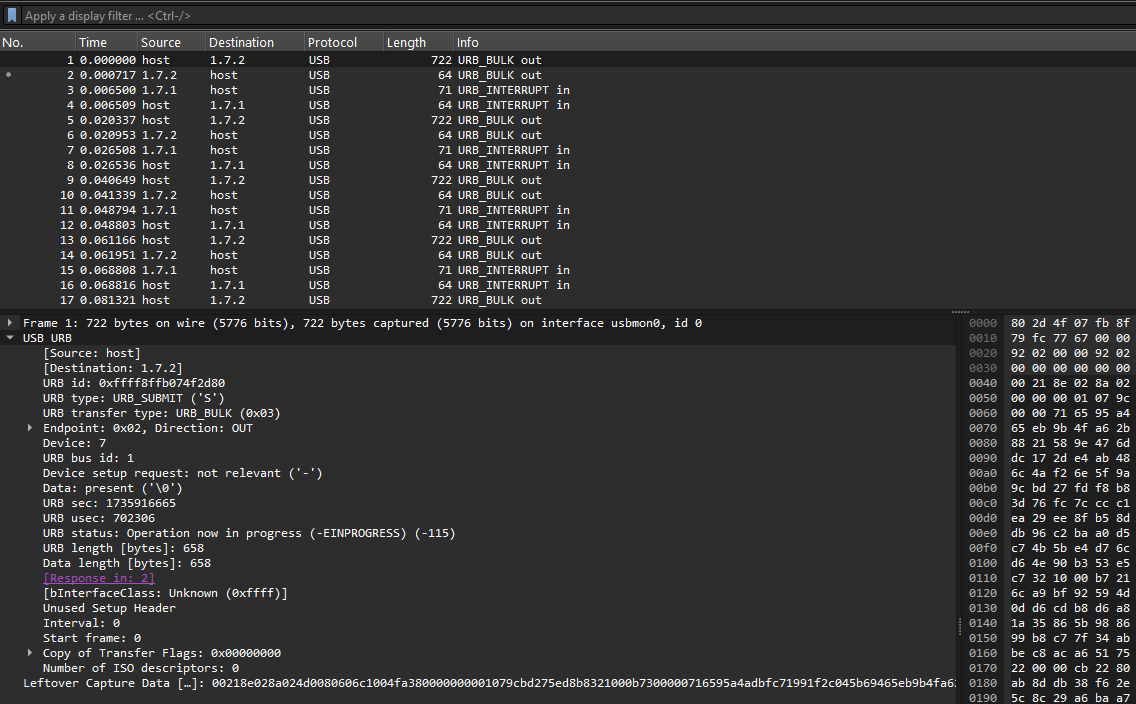 Apply a display filter ... <Ctrl-/>
No. Time Source Destination Protocol Length Info
1 0.000000 host 1.7.2 USB 722 URB_BULK out
2 0.000717 1.7.2 host USB 64 URB_BULK out
3 0.006500 1.7.1 host USB 71 URB_INTERRUPT in
4 0.006509 host 1.7.1 USB 64 URB_INTERRUPT in
5 0.020337 host 1.7.2 USB 722 URB_BULK out
6 0.020953 1.7.2 host USB 64 URB_BULK out
7 0.026508 1.7.1 host USB 71 URB_INTERRUPT in
8 0.026536 host 1.7.1 USB 64 URB_INTERRUPT in
9 0.040649 host 1.7.2 USB 722 URB_BULK out
10 0.041339 1.7.2 host USB 64 URB_BULK out
11 0.048794 1.7.1 host USB 71 URB_INTERRUPT in
12 0.048803 host 1.7.1 USB 64 URB_INTERRUPT in
13 0.061166 host 1.7.2 USB 722 URB_BULK out
14 0.061951 1.7.2 host USB 64 URB_BULK out
15 0.068808 1.7.1 host USB 71 URB_INTERRUPT in
16 0.068816 host 1.7.1 USB 64 URB_INTERRUPT in
17 0.081321 host 1.7.2 USB 722 URB_BULK out
Frame 1: 722 bytes on wire (5776 bits), 722 bytes captured (5776 bits) on interface usbmon0, id 0
USB URB
[Source: host]
[Destination: 1.7.2]
URB id: 0xffff8ffb074f2d80
URB type: URB_SUBMIT ('S')
URB transfer type: URB_BULK (0x03)
Endpoint: 0x02, Direction: OUT
Device: 7
URB bus id: 1
Device setup request: not relevant ('-')
Data: present ('\0')
URB sec: 1735916665
URB usec: 702306
URB status: Operation now in progress (-EINPROGRESS) (-115)
URB length [bytes]: 658
Data length [bytes]: 658
[Response in: 2]
[bInterfaceClass: Unknown (0xffff)]
Unused Setup Header
Interval: 0
Start frame: 0
Copy of Transfer Flags: 0x00000000
Number of ISO descriptors: 0
Leftover Capture Data […]: 00218e028a024d0080606c1004fa380000000001079cbd275ed8b8321000b7300000716595a4adbfc71991f2c045b69465eb9b4fa62
0000 80 2d 4f 07 fb 8f
0010 79 fc 77 67 00 00
0020 92 02 00 00 92 02
0030 00 00 00 00 00 00
0040 00 21 8e 02 8a 02
0050 00 00 00 01 07 9c
0060 00 00 71 65 95 a4
0070 65 eb 9b 4f a6 2b
0080 88 21 58 9e 47 6d
0090 dc 17 2d e4 ab 48
00a0 6c 4a f2 6e 5f 9a
00b0 9c bd 27 fd f8 b8
00c0 3d 76 fc 7c cc c1
00d0 ea 29 ee 8f b5 8d
00e0 db 96 c2 ba a0 d5
00f0 c7 4b 5b e4 d7 6c
0100 d6 4e 90 b3 53 e5
0110 c7 32 10 00 b7 21
0120 6c a9 bf 92 59 4d
0130 0d d6 cd b8 d6 a8
0140 1a 35 86 5b 98 86
0150 99 b8 c7 7f 34 ab
0160 be c8 ac a6 51 75
0170 22 00 00 cb 22 80
0180 ab 8d db 38 f6 2e
0190 5c 8c 29 a6 ba a7